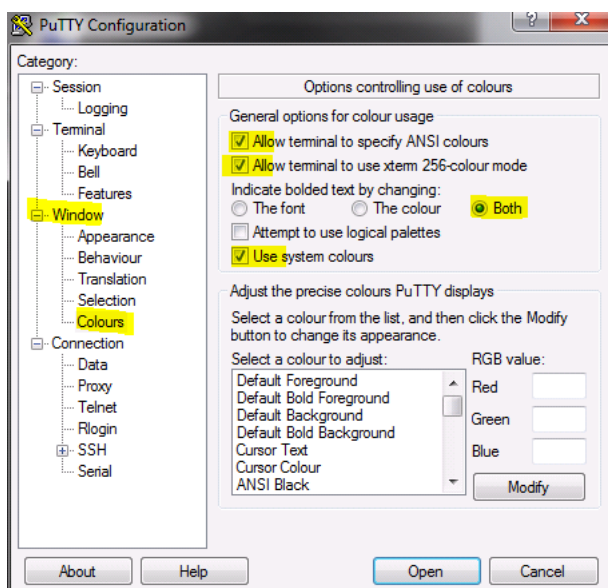 PuTTY Configuration
Category:
Session
Logging
Terminal
Keyboard
Bell
Features
Window
Appearance
Behaviour
Translation
Selection
Colours
Connection
Data
Proxy
Telnet
Rlogin
SSH
Serial
Options controlling use of colours
General options for colour usage
Allow terminal to specify ANSI colours
Allow terminal to use xterm 256-colour mode
Indicate bolded text by changing:
The font The colour Both
Attempt to use logical palettes
Use system colours
Adjust the precise colours PuTTY displays
Select a colour from the list, and then click the Modify
button to change its appearance.
Select a colour to adjust:
Default Foreground
Default Bold Foreground
Default Background
Default Bold Background
Cursor Text
Cursor Colour
ANSI Black
RGB value:
Red
Green
Blue
Modify
About Help Open Cancel